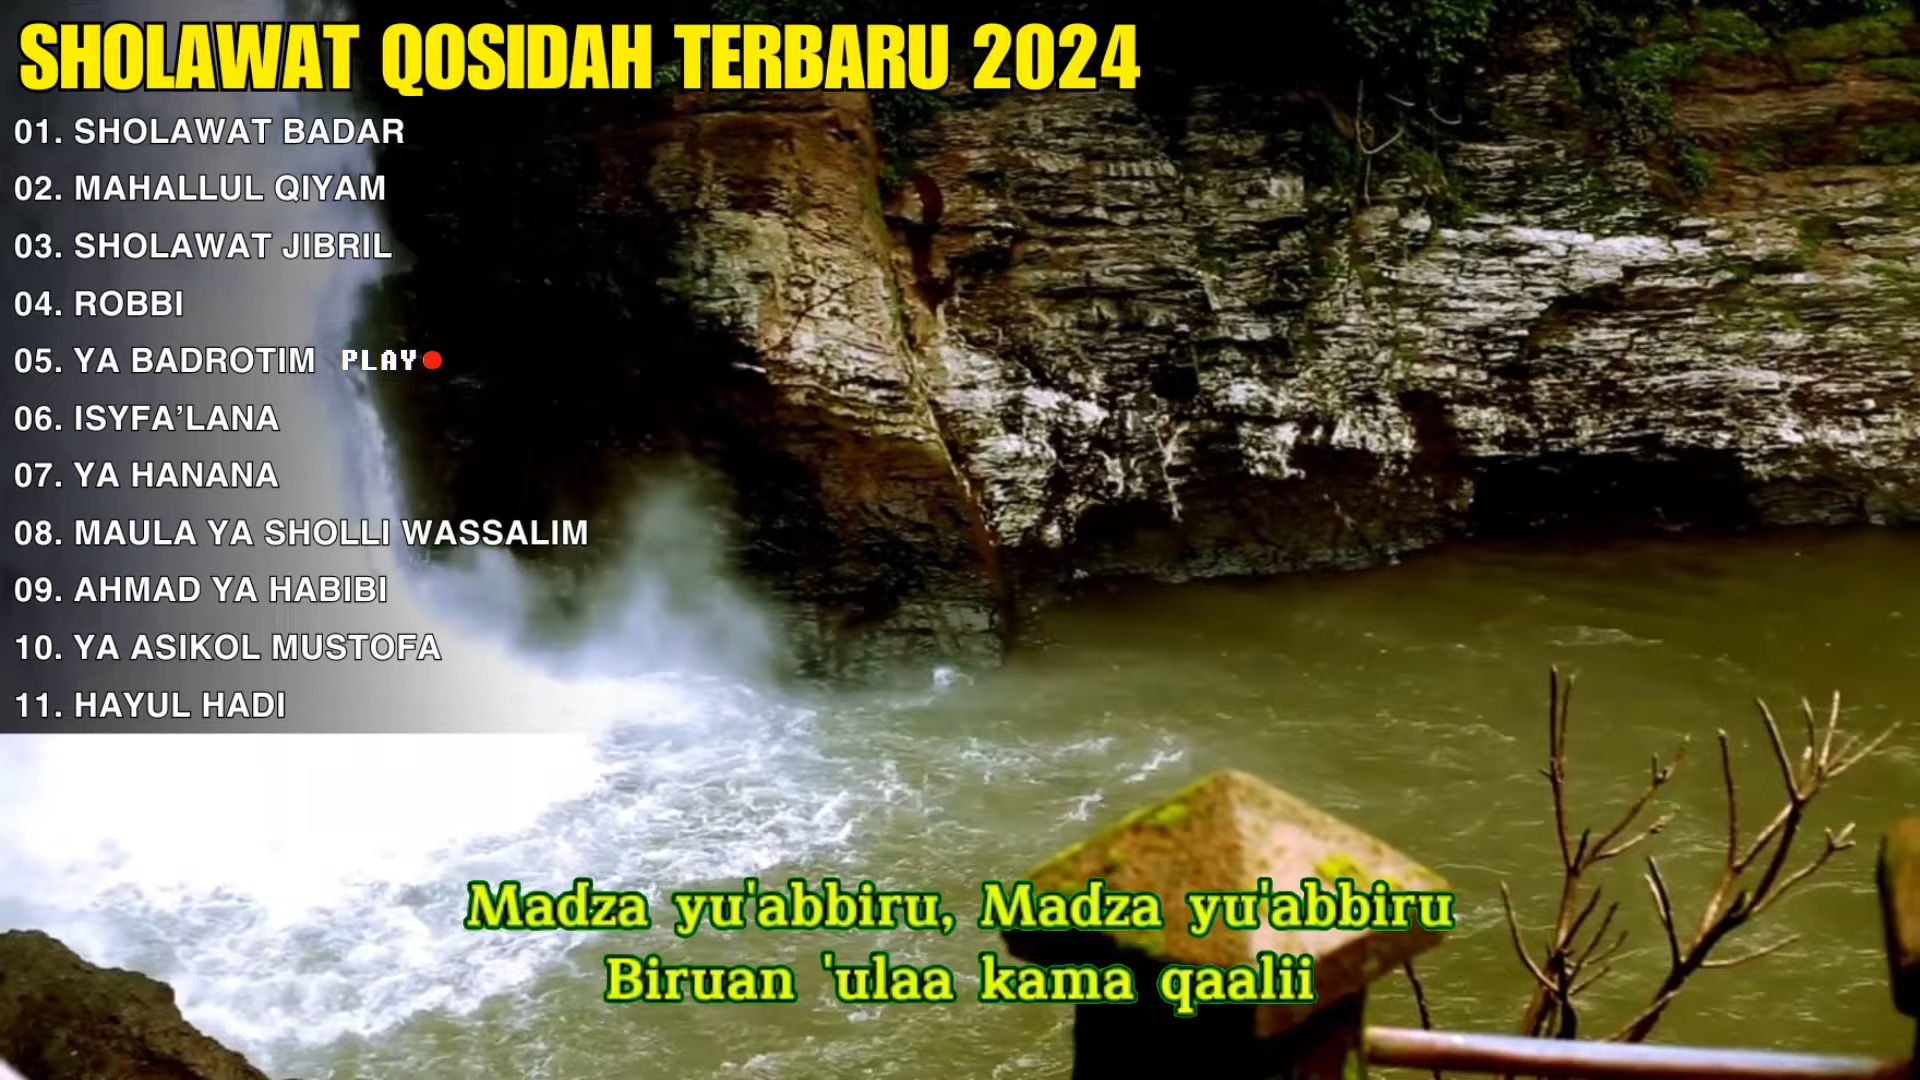 SHOLAWAT QOSIDAH TERBARU 2024
01. SHOLAWAT BADAR
02. MAHALLUL QIYAM
03. SHOLAWAT JIBRIL
04. ROBBI
05. YA BADROTIM PLAY
06. ISYFA’LANA
07. YA HANANA
08. MAULA YA SHOLLI WASSALIM
09. AHMAD YA HABIBI
10. YA ASIKOL MUSTOFA
11. HAYUL HADI
Madza yu'abbiru, Madza yu'abbiru
Biruan 'ulaa kama qaalii